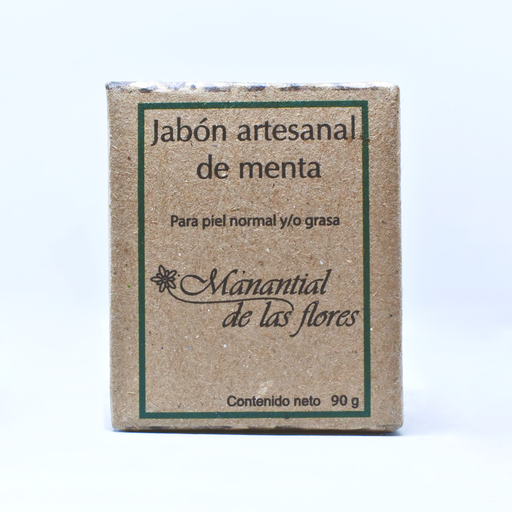 Jabón artesanal
de menta
Para piel normal y/o grasa
Manantial
de las flores
Contenido neto 90 g